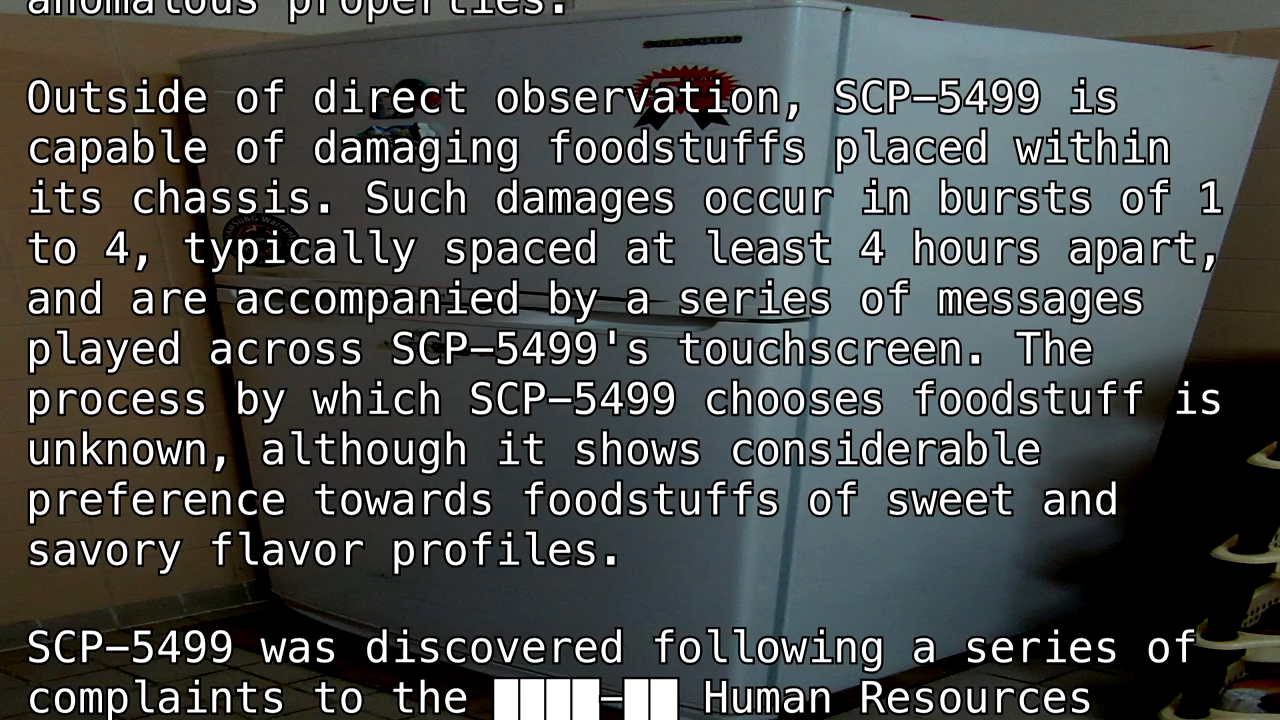 anomalous properties.
Outside of direct observation, SCP–5499 is
capable of damaging foodstuffs placed within
its chassis. Such damages occur in bursts of 1
to 4, typically spaced at least 4 hours apart,
and are accompanied by a series of messages
played across SCP–5499's touchscreen. The
process by which SCP–5499 chooses foodstuff is
unknown, although it shows considerable
preference towards foodstuffs of sweet and
savory flavor profiles.
SCP–5499 was discovered following a series of
complaints to the ████–██ Human Resources
SAMSUNG